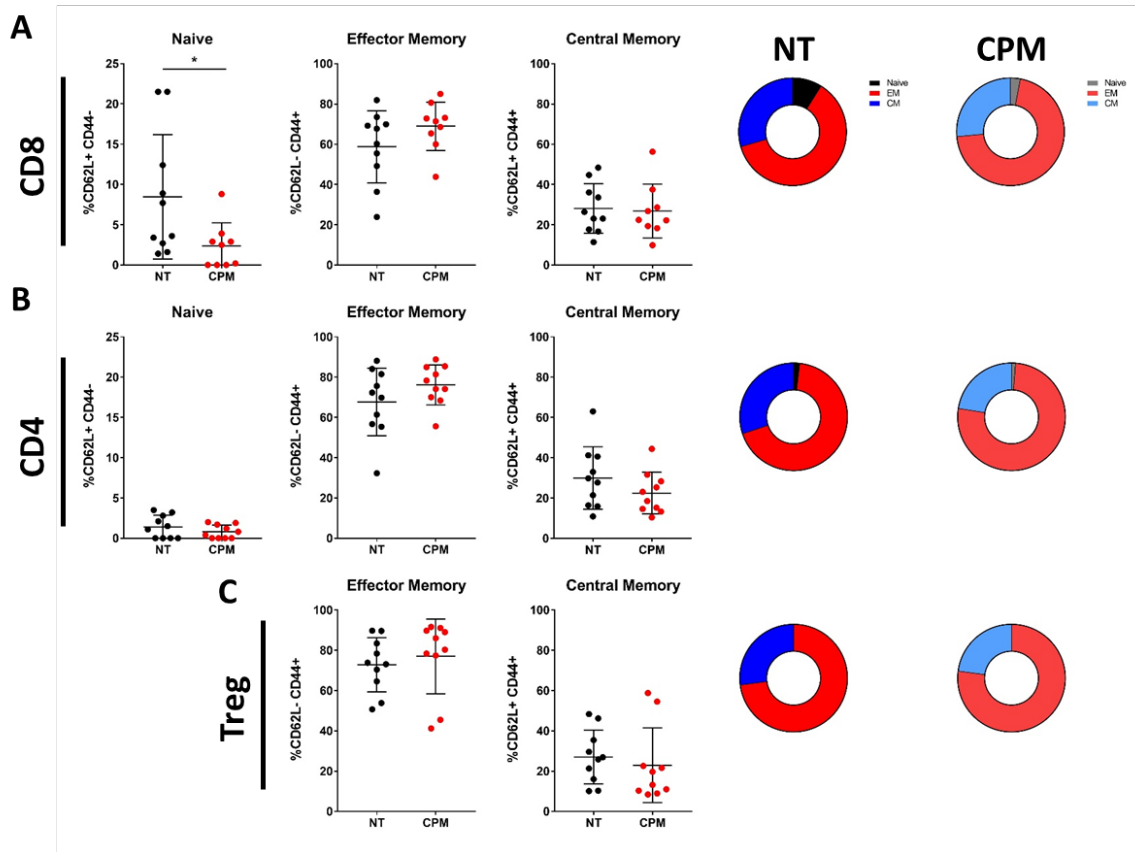 A
CD8
Naive
*
%CD62L+ CD44-
25
20
15
10
5
0
NT
CPM
Effector Memory
%CD62L- CD44+
100
80
60
40
20
0
NT
CPM
Central Memory
%CD62L+ CD44+
100
80
60
40
20
0
NT
CPM
NT
Naive
EM
CM
CPM
Naive
EM
CM
B
CD4
Naive
%CD62L+ CD44-
25
20
15
10
5
0
NT
CPM
Effector Memory
%CD62L- CD44+
100
80
60
40
20
0
NT
CPM
Central Memory
%CD62L+ CD44+
100
80
60
40
20
0
NT
CPM
C
Treg
Effector Memory
%CD62L- CD44+
100
80
60
40
20
0
NT
CPM
Central Memory
%CD62L+ CD44+
100
80
60
40
20
0
NT
CPM